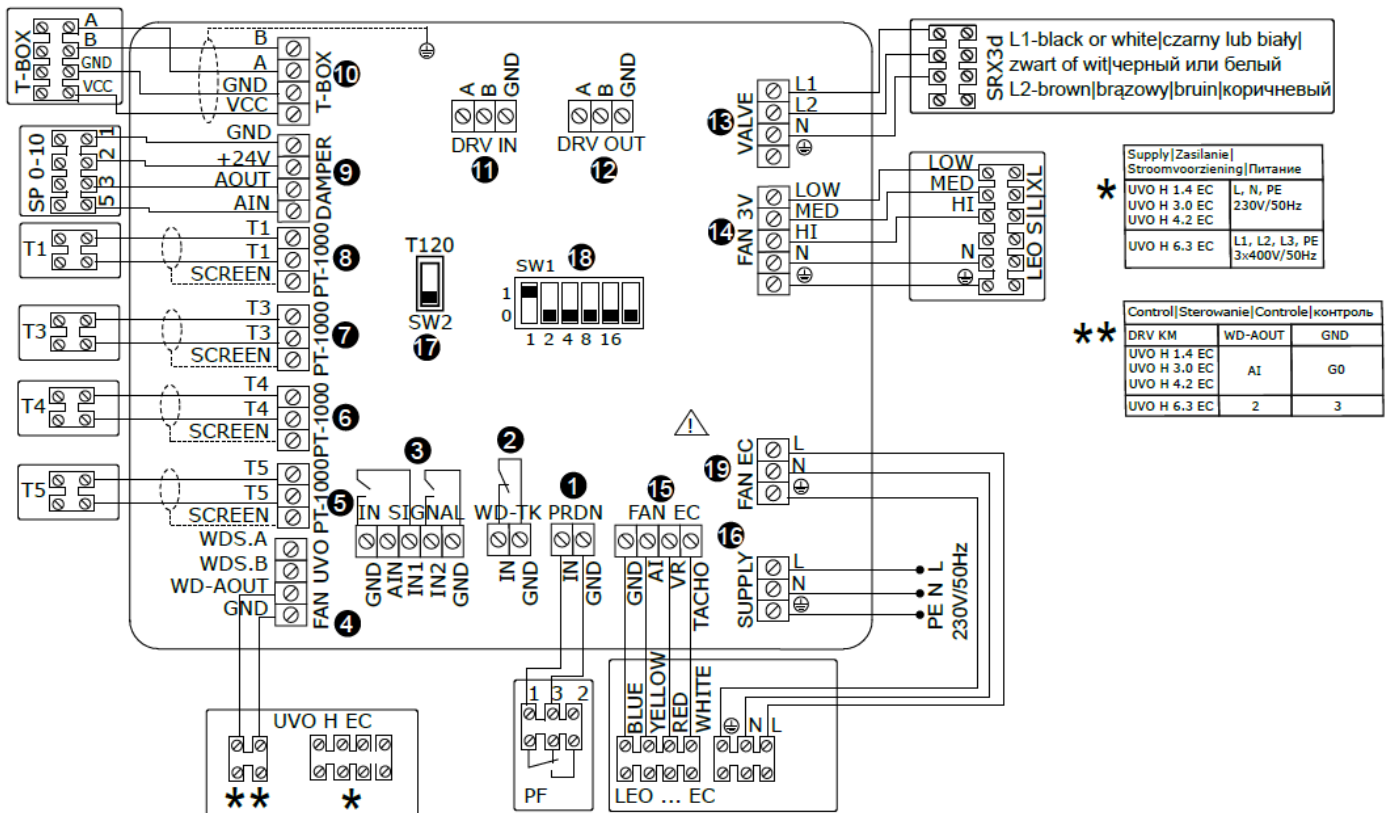 T-BOX
A
B
GND
VCC
B
A
GND
VCC
T-BOX
10
SP 0-10
1
2
3
5
GND
+24V
AOUT
AIN
DAMPER
9
T1
T1
T1
SCREEN
PT-1000
8
T3
T3
T3
SCREEN
PT-1000
7
T4
T4
T4
SCREEN
PT-1000
6
T5
T5
T5
SCREEN
PT-1000
5
WDS.A
WDS.B
WD-AOUT
GND
FAN UVO
4
A
B
GND
DRV IN
11
A
B
GND
DRV OUT
12
T120
SW2
17
SW1
18
1
0
1 2 4 8 16
3
IN SIGNAL
GND
AIN
IN1
IN2
GND
2
WD-TK
IN
GND
1
PRDN
IN
GND
15
FAN EC
GND
AI
VR
TACHO
13
VALVE
L1
L2
N
SRX3d
L1-black or white|czarny lub biały|
zwart of wit|черный или белый
L2-brown|brązowy|bruin|коричневый
14
FAN 3V
LOW
MED
HI
N
LOW
MED
HI
N
LEO S|L|XL
19
FAN EC
L
N
16
SUPPLY
L
N
PE N L
230V/50Hz
UVO H EC
**
*
1 3 2
PF
BLUE
YELLOW
RED
WHITE
N L
LEO ... EC
*
Supply|Zasilanie|
Stroomvoorziening|Питание
UVO H 1.4 EC
UVO H 3.0 EC
UVO H 4.2 EC
L, N, PE
230V/50Hz
UVO H 6.3 EC
L1, L2, L3, PE
3x400V/50Hz
**
Control|Sterowanie|Controle|контроль
DRV KM WD-AOUT GND
UVO H 1.4 EC
UVO H 3.0 EC
UVO H 4.2 EC
AI
G0
UVO H 6.3 EC 2 3